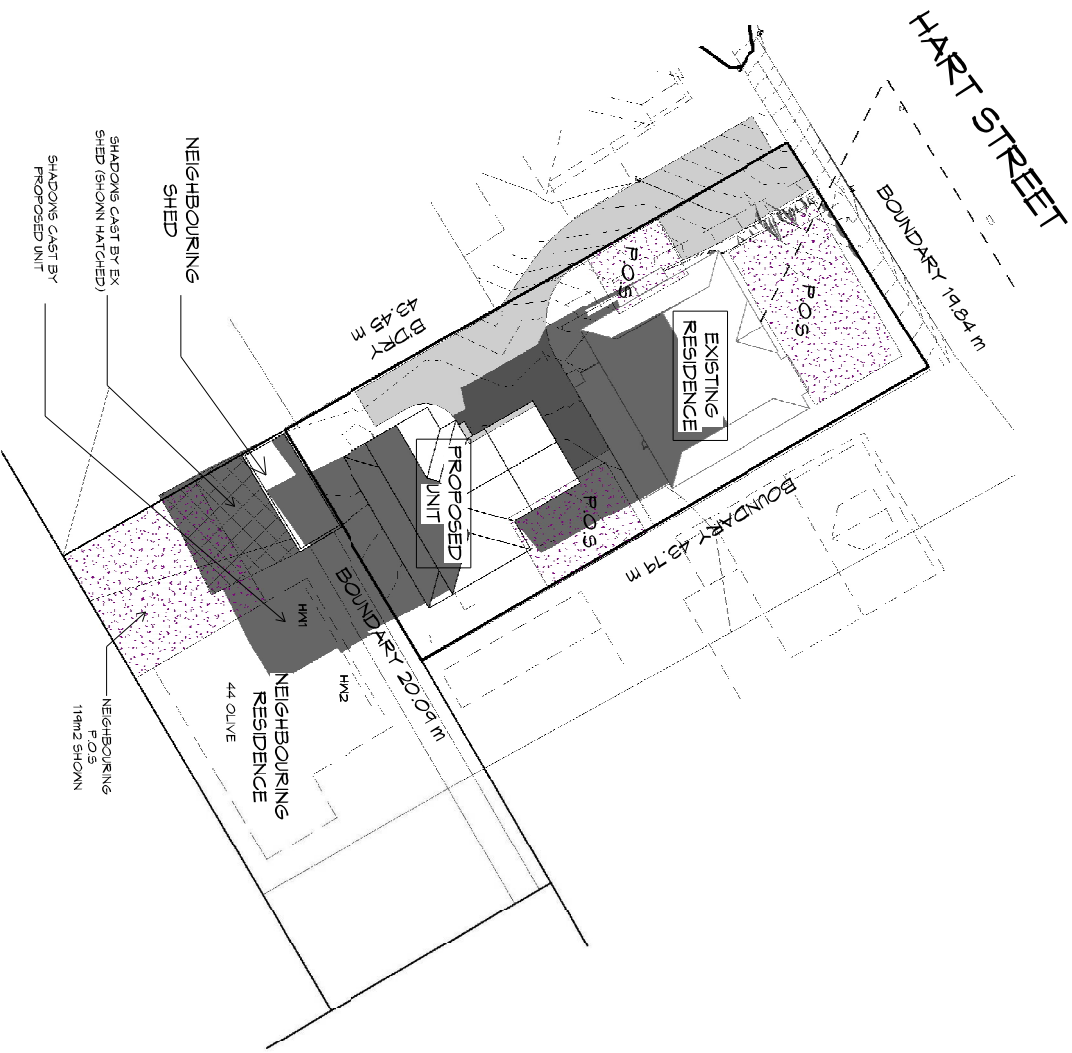 HART STREET
BOUNDARY 19.84 m
P.O.S
P.O.S
EXISTING
RESIDENCE
B'DRY
43.45 m
NEIGHBOURING
SHED
SHADOWS CAST BY EX
SHED (SHOWN HATCHED)
SHADOWS CAST BY
PROPOSED UNIT
PROPOSED
UNIT
P.O.S
BOUNDARY 43.79 m
BOUNDARY 20.09 m
HW1
HW2
NEIGHBOURING
RESIDENCE
44 OLIVE
NEIGHBOURING
P.O.S
119m2 SHOWN